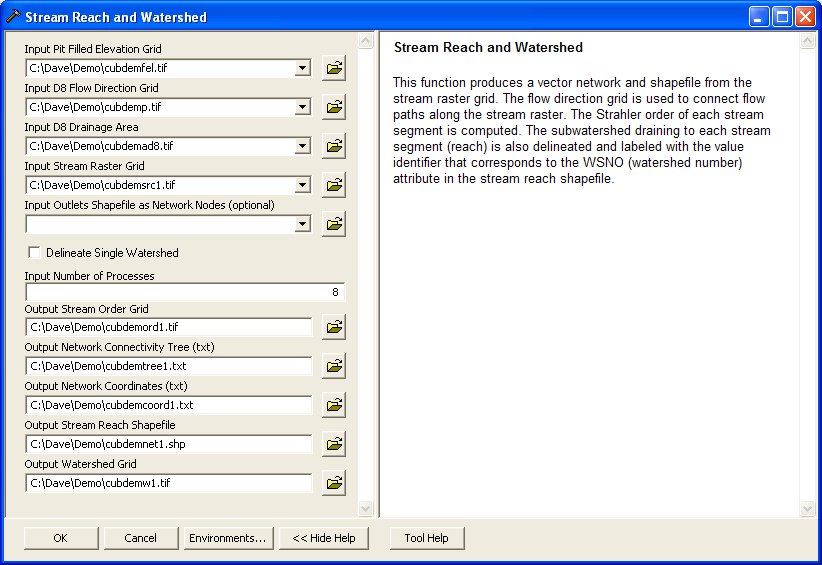 Stream Reach and Watershed
Input Pit Filled Elevation Grid
C:\Dave\Demo\cubdemfel.tif
Input D8 Flow Direction Grid
C:\Dave\Demo\cubdemp.tif
Input D8 Drainage Area
C:\Dave\Demo\cubdemad8.tif
Input Stream Raster Grid
C:\Dave\Demo\cubdemsrc1.tif
Input Outlets Shapefile as Network Nodes (optional)
Delineate Single Watershed
Input Number of Processes
8
Output Stream Order Grid
C:\Dave\Demo\cubdemord1.tif
Output Network Connectivity Tree (txt)
C:\Dave\Demo\cubdemtree1.txt
Output Network Coordinates (txt)
C:\Dave\Demo\cubdemcoord1.txt
Output Stream Reach Shapefile
C:\Dave\Demo\cubdemnet1.shp
Output Watershed Grid
C:\Dave\Demo\cubdemw1.tif
Stream Reach and Watershed
This function produces a vector network and shapefile from the
stream raster grid. The flow direction grid is used to connect flow
paths along the stream raster. The Strahler order of each stream
segment is computed. The subwatershed draining to each stream
segment (reach) is also delineated and labeled with the value
identifier that corresponds to the WSNO (watershed number)
attribute in the stream reach shapefile.
OK
Cancel
Environments...
<< Hide Help
Tool Help